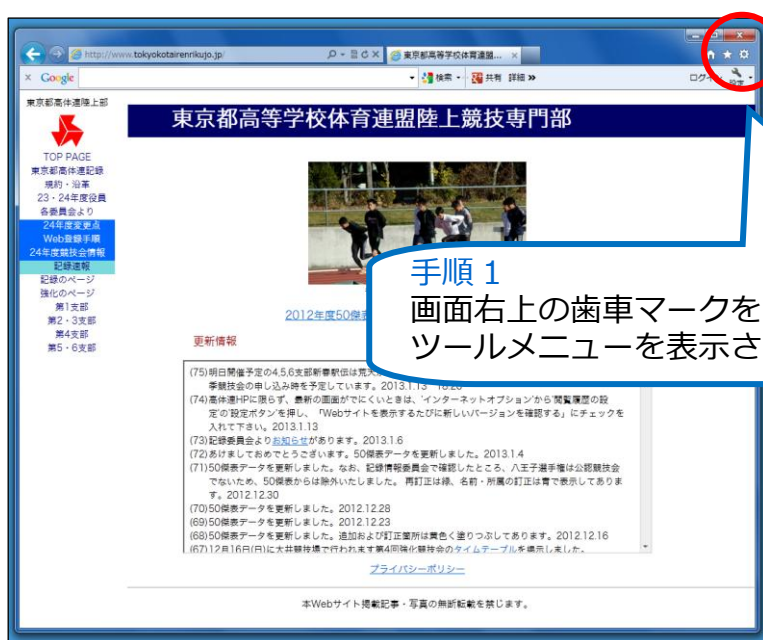 http://www.tokyokotairenrikujo.jp/
東京都高等学校体育連盟...
× Google
検索
共有 詳細 »
設定
東京都高体連陸上部
東京都高等学校体育連盟陸上競技専門部
TOP PAGE
東京都高体連記録
規約・沿革
23・24年度役員
各委員会より
24年度変更点
Web登録手順
24年度競技会情報
記録速報
記録のページ
強化のページ
第1支部
第2・3支部
第4支部
第5・6支部
手順 1
画面右上の歯車マークを
ツールメニューを表示さ
2012年度50傑
更新情報
(75)明日開催予定の4,5,6支部新春駅伝は荒天
季競技会の申し込み時を予定しています。2013.1.13
(74)高体連HPに限らず、最新の画面がでにくいときは、'インターネットオプション'から'閲覧履歴の設
定'の'設定ボタン'を押し、「Webサイトを表示するたびに新しいバージョンを確認する」にチェックを
入れて下さい。2013.1.13
(73)記録委員会よりお知らせがあります。2013.1.6
(72)あけましておめでとうございます。50傑表データを更新しました。2013.1.4
(71)50傑表データを更新しました。なお、記録情報委員会で確認したところ、八王子選手権は公認競技会
でないため、50傑表からは除外いたしました。 再訂正は緑、名前・所属の訂正は青で表示してありま
す。2012.12.30
(70)50傑表データを更新しました。2012.12.28
(69)50傑表データを更新しました。2012.12.23
(68)50傑表データを更新しました。追加および訂正箇所は黄色く塗りつぶしてあります。2012.12.16
(67)12月16日(日)に大井競技場で行われます第4回強化競技会のタイムテーブルを掲示しました。
プライバシーポリシー
本Webサイト掲載記事・写真の無断転載を禁じます。